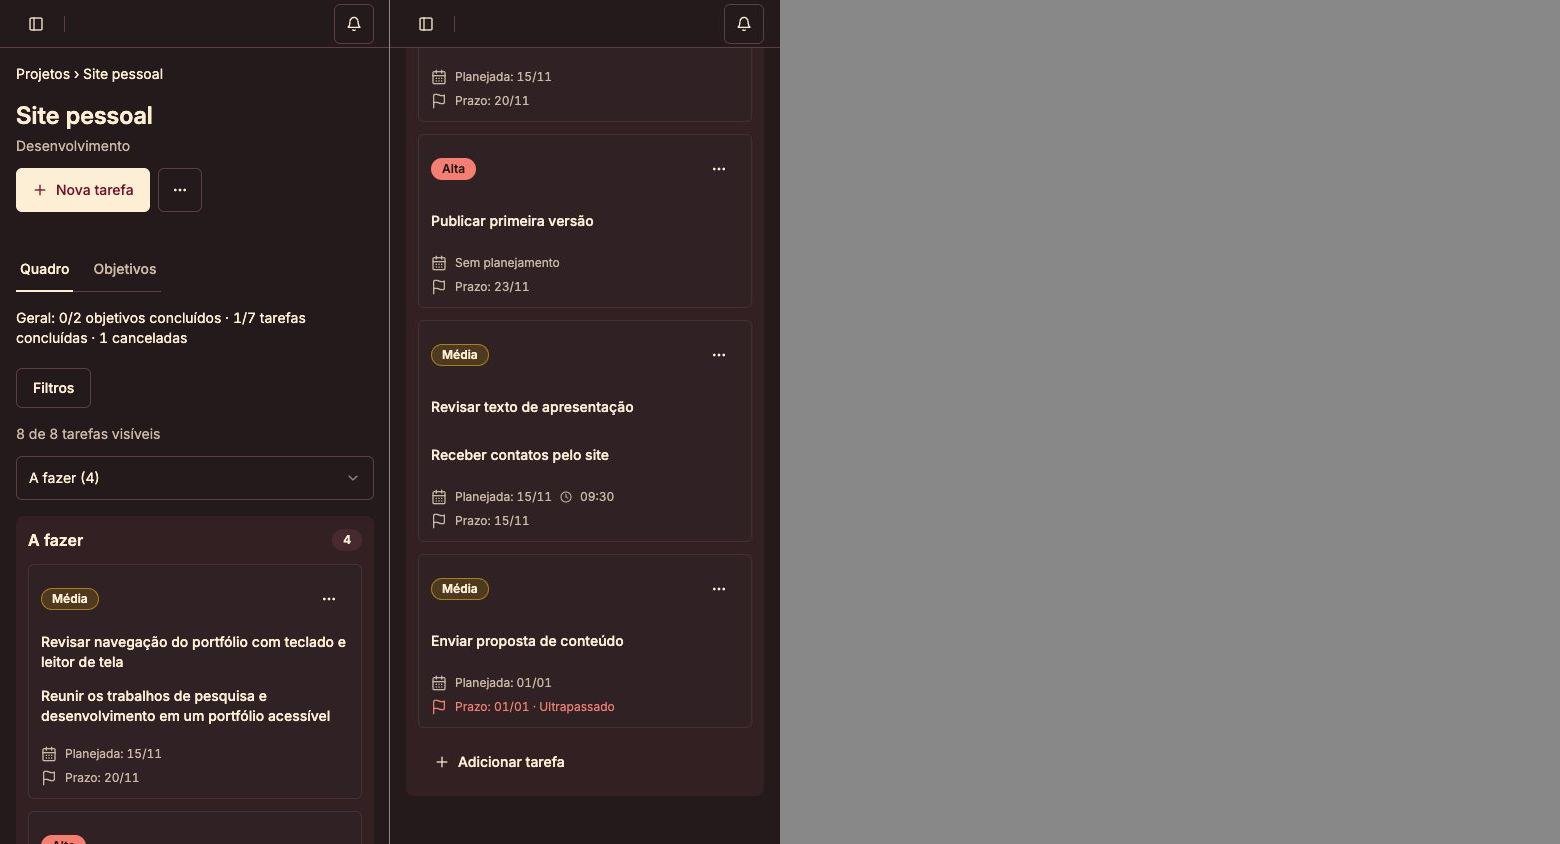 Projetos › Site pessoal
Site pessoal
Desenvolvimento
+ Nova tarefa
Quadro Objetivos
Geral: 0/2 objetivos concluídos · 1/7 tarefas
concluídas · 1 canceladas
Filtros
8 de 8 tarefas visíveis
A fazer (4)
A fazer 4
Média
Revisar navegação do portfólio com teclado e
leitor de tela
Reunir os trabalhos de pesquisa e
desenvolvimento em um portfólio acessível
Planejada: 15/11
Prazo: 20/11
Alta
Planejada: 15/11
Prazo: 20/11
Alta
Publicar primeira versão
Sem planejamento
Prazo: 23/11
Média
Revisar texto de apresentação
Receber contatos pelo site
Planejada: 15/11 09:30
Prazo: 15/11
Média
Enviar proposta de conteúdo
Planejada: 01/01
Prazo: 01/01 · Ultrapassado
+ Adicionar tarefa